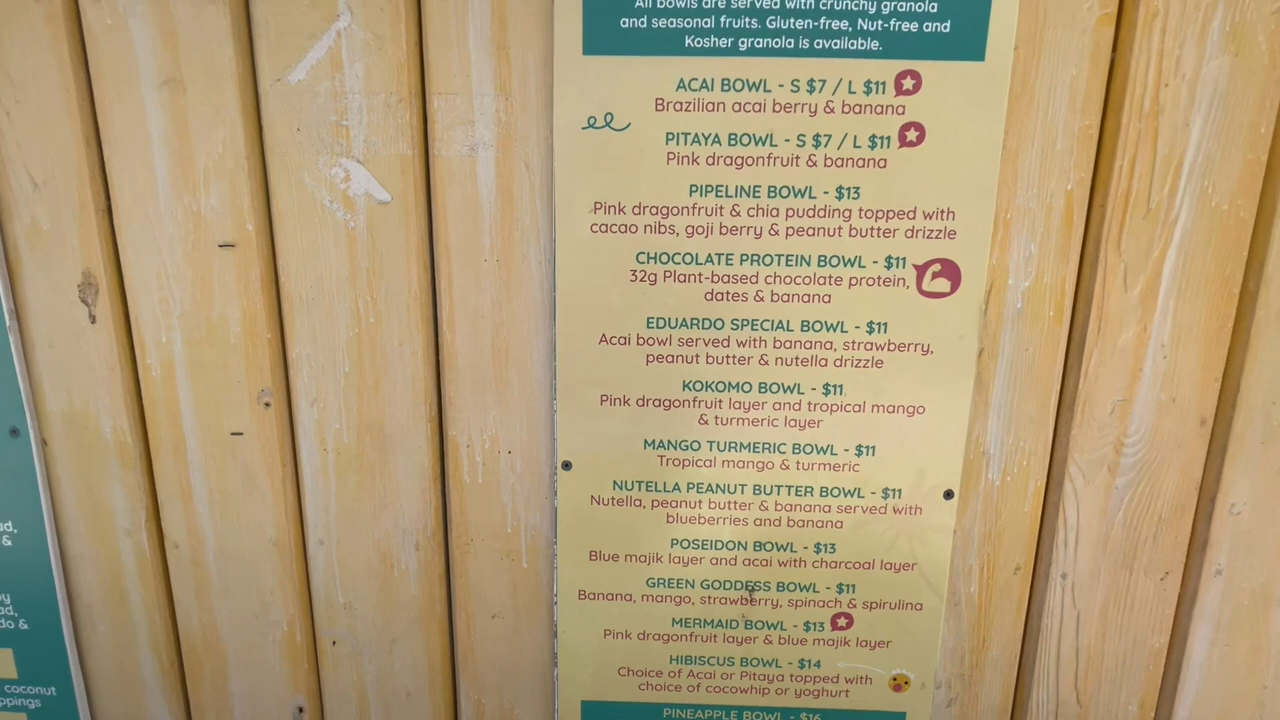 All bowls are served with crunchy granola
and seasonal fruits. Gluten-free, Nut-free and
Kosher granola is available.
ACAI BOWL - S $7 / L $11
Brazilian acai berry & banana
PITAYA BOWL - S $7 / L $11
Pink dragonfruit & banana
PIPELINE BOWL - $13
Pink dragonfruit & chia pudding topped with
cacao nibs, goji berry & peanut butter drizzle
CHOCOLATE PROTEIN BOWL - $11
32g Plant-based chocolate protein,
dates & banana
EDUARDO SPECIAL BOWL - $11
Acai bowl served with banana, strawberry,
peanut butter & nutella drizzle
KOKOMO BOWL - $11
Pink dragonfruit layer and tropical mango
& turmeric layer
MANGO TURMERIC BOWL - $11
Tropical mango & turmeric
NUTELLA PEANUT BUTTER BOWL - $11
Nutella, peanut butter & banana served with
blueberries and banana
POSEIDON BOWL - $13
Blue majik layer and acai with charcoal layer
GREEN GODDESS BOWL - $11
Banana, mango, strawberry, spinach & spirulina
MERMAID BOWL - $13
Pink dragonfruit layer & blue majik layer
HIBISCUS BOWL - $14
Choice of Acai or Pitaya topped with
choice of cocowhip or yoghurt
PINEAPPLE BOWL - $16
&
&
coconut